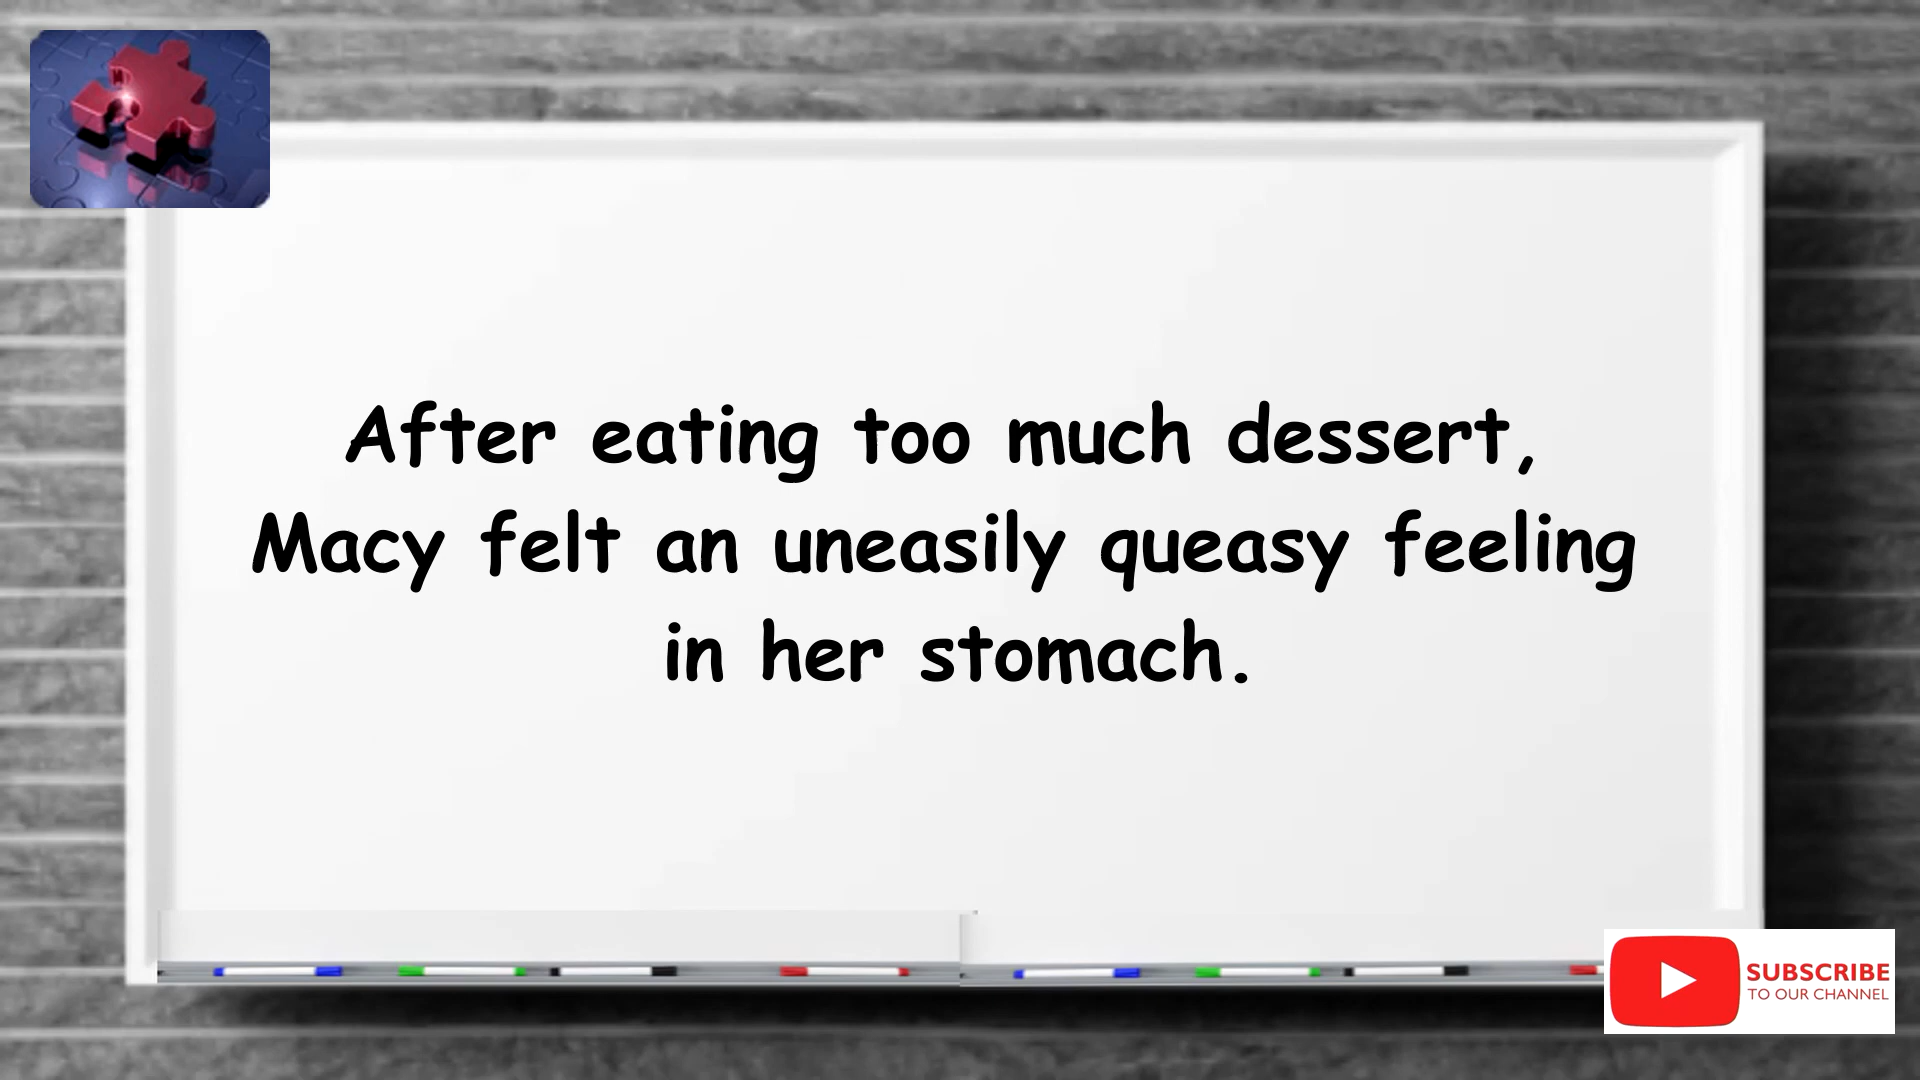 After eating too much dessert,
Macy felt an uneasily queasy feeling
in her stomach.
SUBSCRIBE
TO OUR CHANNEL